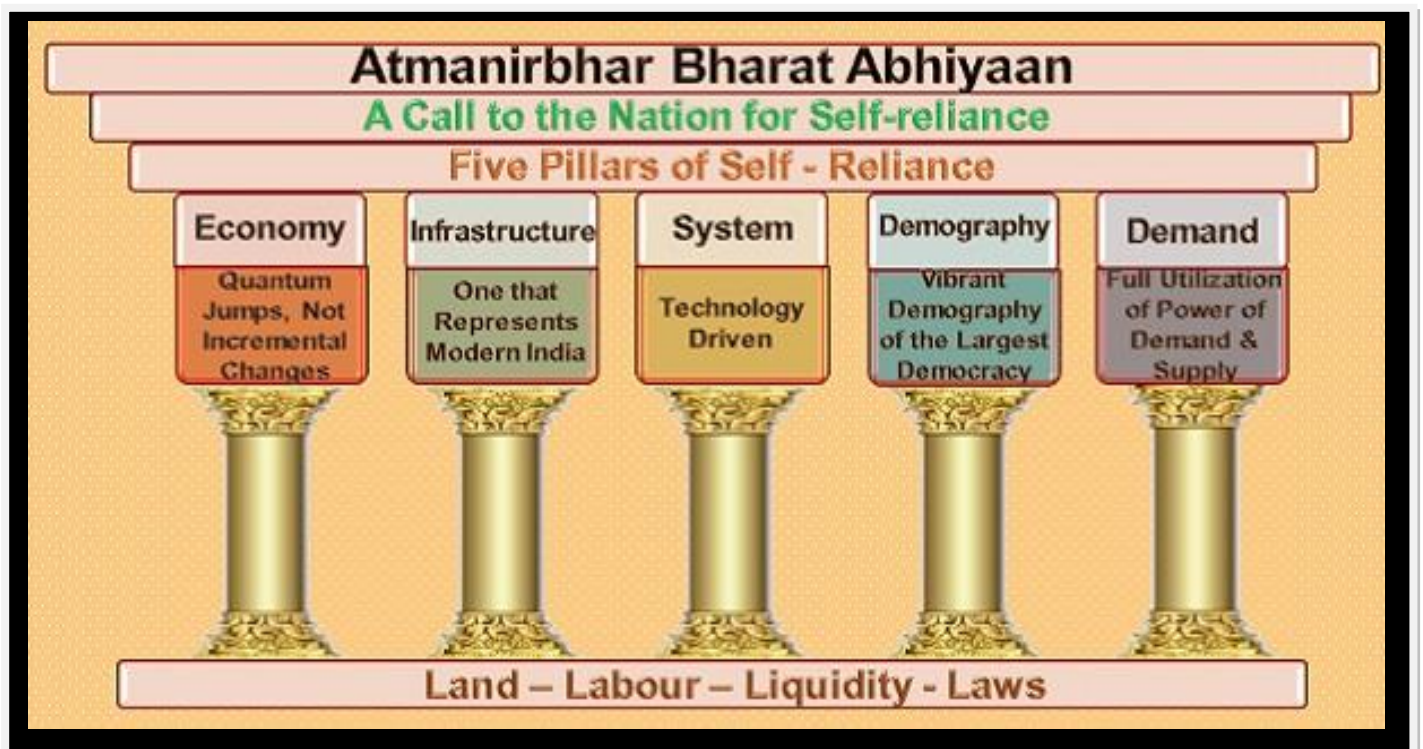 Atmanirbhar Bharat Abhiyaan
A Call to the Nation for Self-reliance
Five Pillars of Self - Reliance
Economy
Quantum
Jumps, Not
Incremental
Changes
Infrastructure
One that
Represents
Modern India
System
Technology
Driven
Demography
Vibrant
Demography
of the Largest
Democracy
Demand
Full Utilization
of Power of
Demand &
Supply
Land – Labour – Liquidity - Laws